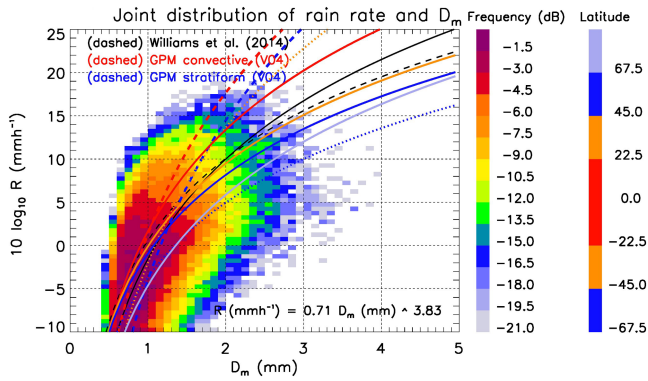 Joint distribution of rain rate and Dm
Frequency (dB)
Latitude
(dashed) Williams et al. (2014)
(dashed) GPM convective (V04)
(dashed) GPM stratiform (V04)
25
20
15
10
5
0
-5
-10
10 log10 R (mmh-1)
R (mmh-1) = 0.71 Dm (mm) ^ 3.83
0 1 2 3 4 5
Dm (mm)
-1.5
-3.0
-4.5
-6.0
-7.5
-9.0
-10.5
-12.0
-13.5
-15.0
-16.5
-18.0
-19.5
-21.0
67.5
45.0
22.5
0.0
-22.5
-45.0
-67.5